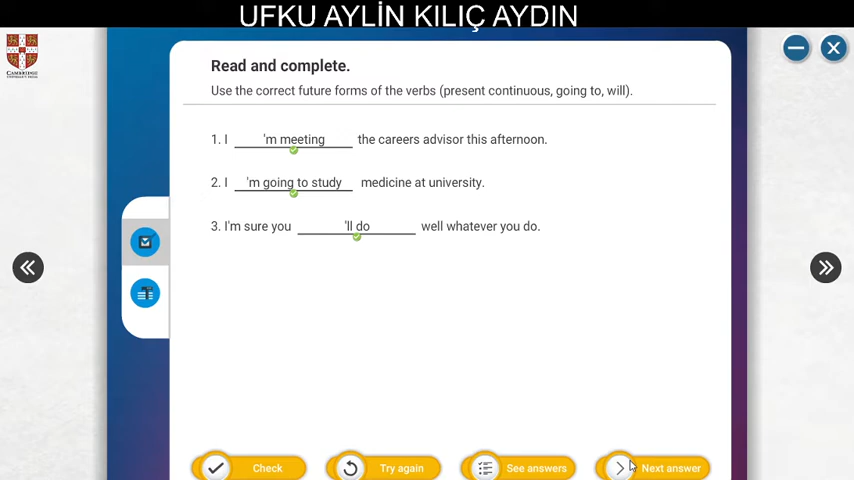 UFKU AYLİN KILIÇ AYDIN
CAMBRIDGE
Read and complete.
Use the correct future forms of the verbs (present continuous, going to, will).
1. I 'm meeting the careers advisor this afternoon.
2. I 'm going to study medicine at university.
3. I'm sure you 'll do well whatever you do.
Check Try again See answers Next answer